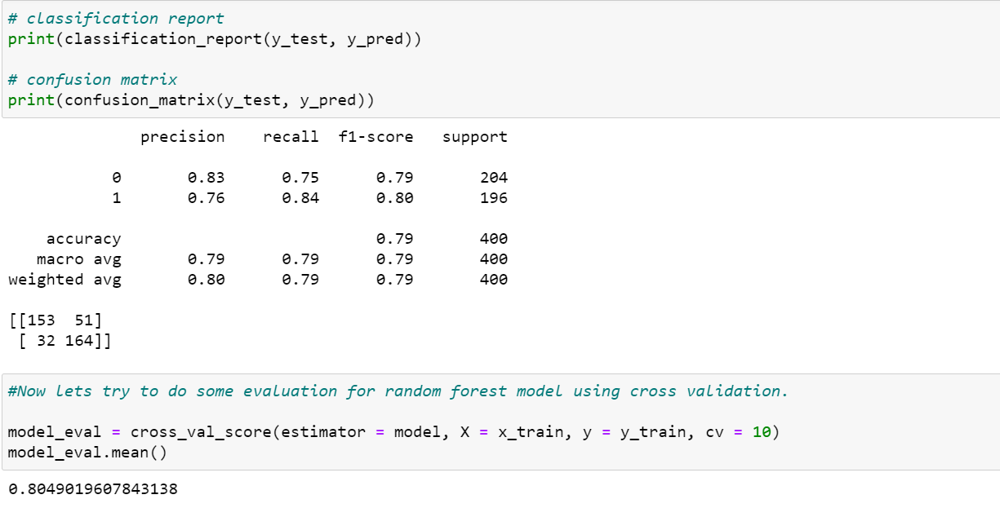 # classification report
print(classification_report(y_test, y_pred))
# confusion matrix
print(confusion_matrix(y_test, y_pred))
precision recall f1-score support
0 0.83 0.75 0.79 204
1 0.76 0.84 0.80 196
accuracy 0.79 400
macro avg 0.79 0.79 0.79 400
weighted avg 0.80 0.79 0.79 400
[[153 51]
[ 32 164]]
#Now lets try to do some evaluation for random forest model using cross validation.
model_eval = cross_val_score(estimator = model, X = x_train, y = y_train, cv = 10)
model_eval.mean()
0.8049019607843138